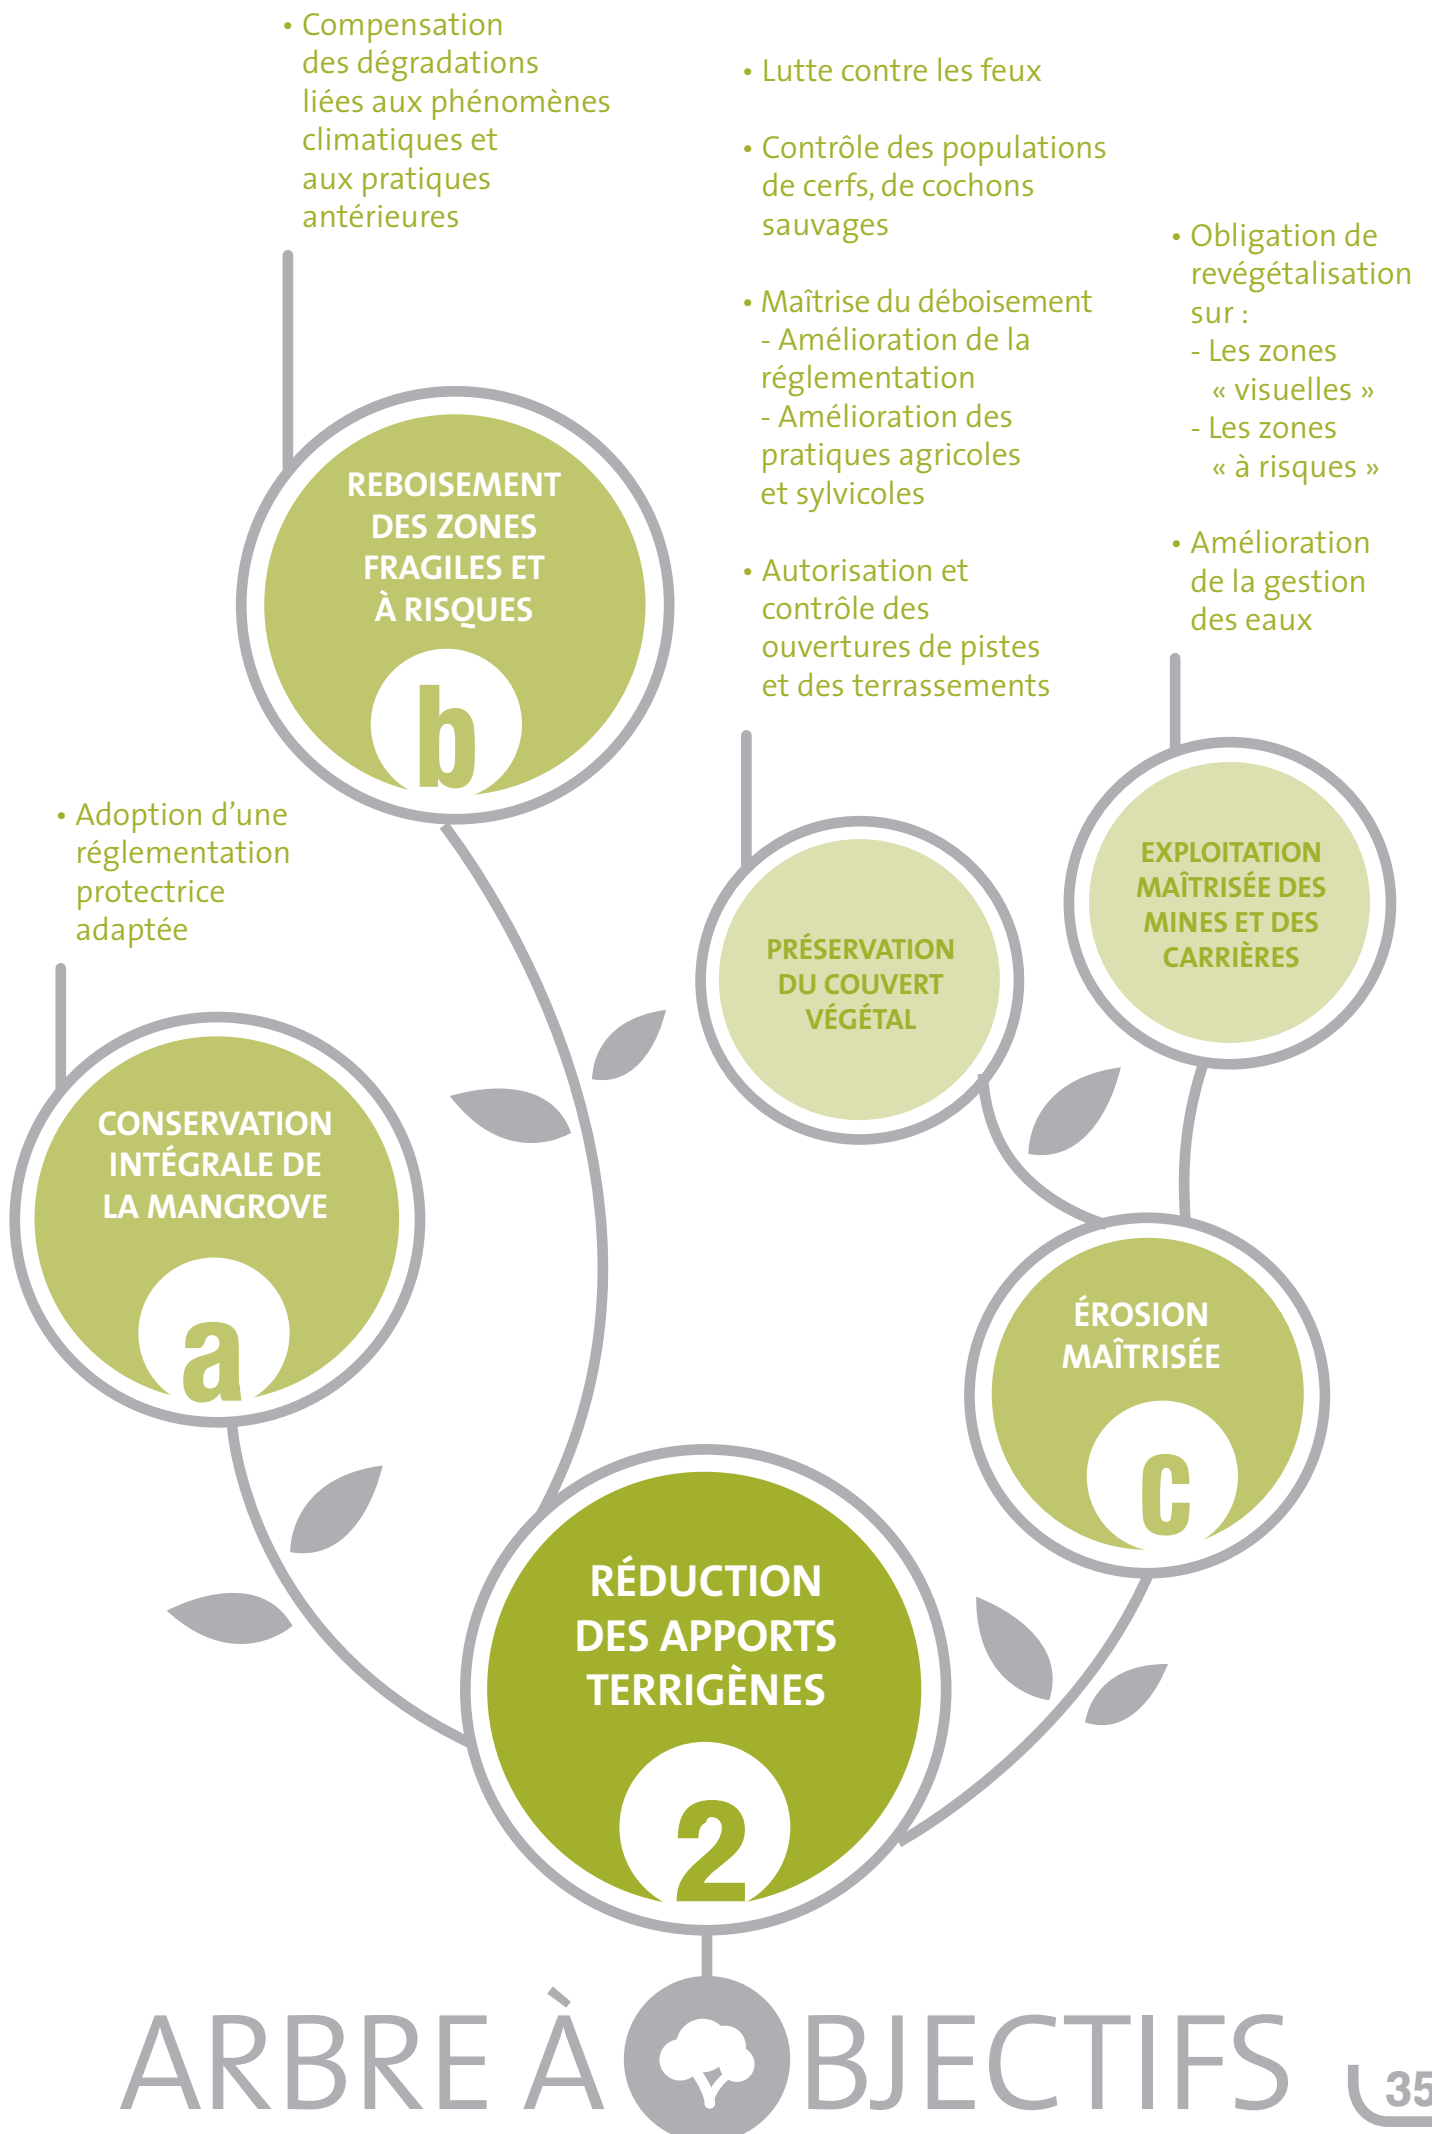 • Compensation
des dégradations
liées aux phénomènes
climatiques et
aux pratiques
antérieures
• Lutte contre les feux
• Contrôle des populations
de cerfs, de cochons
sauvages
• Maîtrise du déboisement
- Amélioration de la
réglementation
- Amélioration des
pratiques agricoles
et sylvicoles
• Autorisation et
contrôle des
ouvertures de pistes
et des terrassements
• Obligation de
revégétalisation
sur :
- Les zones
« visuelles »
- Les zones
« à risques »
• Amélioration
de la gestion
des eaux
REBOISEMENT
DES ZONES
FRAGILES ET
À RISQUES
b
• Adoption d’une
réglementation
protectrice
adaptée
EXPLOITATION
MAÎTRISÉE DES
MINES ET DES
CARRIÈRES
PRÉSERVATION
DU COUVERT
VÉGÉTAL
CONSERVATION
INTÉGRALE DE
LA MANGROVE
a
ÉROSION
MAÎTRISÉE
c
RÉDUCTION
DES APPORTS
TERRIGÈNES
2
ARBRE À OBJECTIFS
35